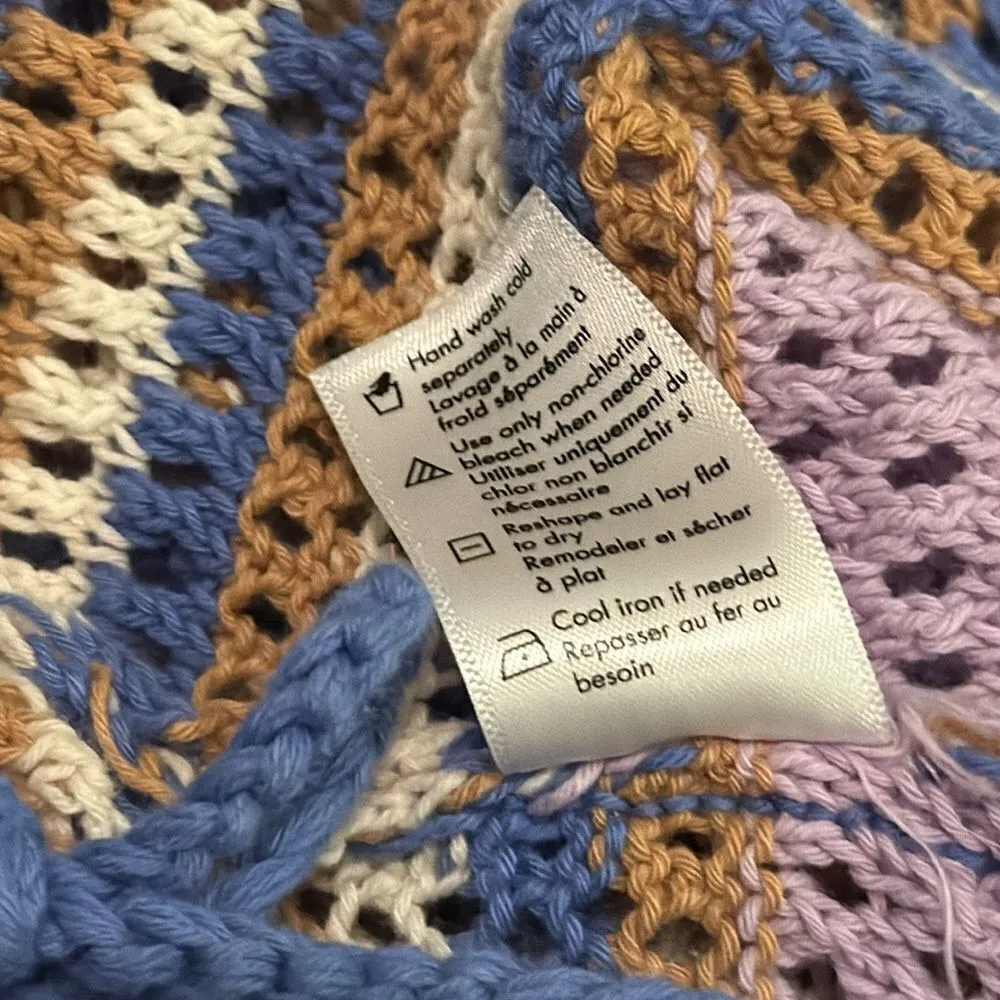 Hand wash cold
separately
Lavage à la main à
froid séparément
Use only non-chlorine
bleach when needed
Utiliser uniquement du
chlor non blanchir si
nécessaire
Reshape and lay flat
to dry
Remodeler et sécher
à plat
Cool iron if needed
Repasser au fer au
besoin